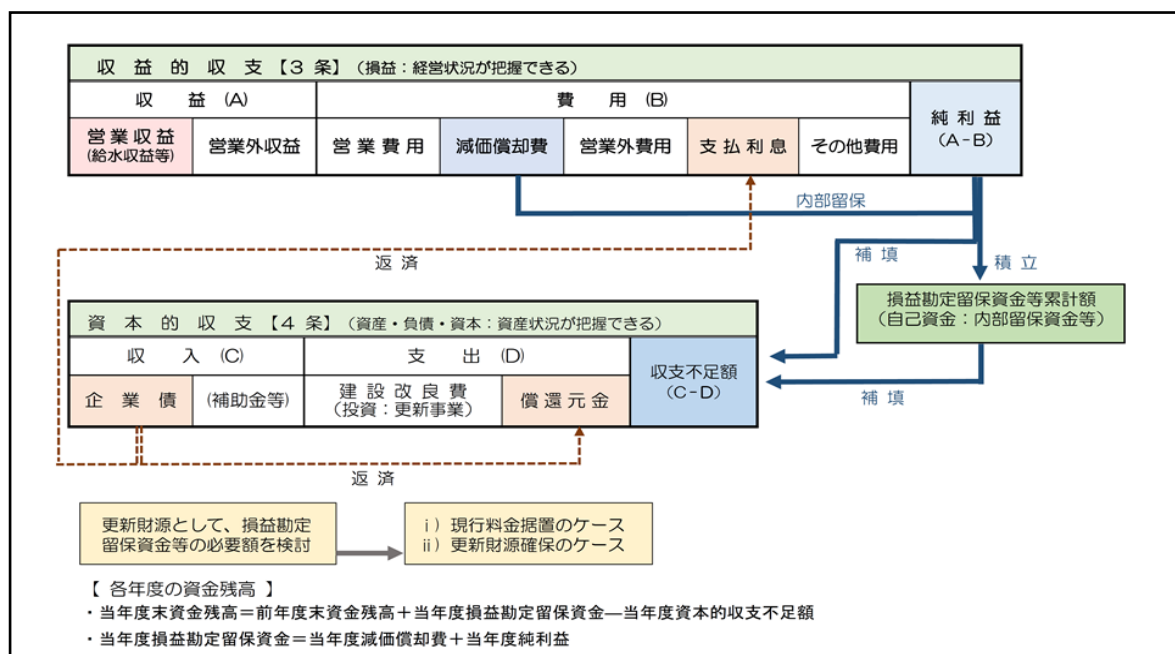 収益的収支【3条】(損益:経営状況が把握できる)
収益(A)
費用(B)
純利益
(A-B)
営業収益
(給水収益等)
営業外収益
営業費用
減価償却費
営業外費用
支払利息
その他費用
内部留保
返済
補填
積立
損益勘定留保資金等累計額
(自己資金:内部留保資金等)
資本的収支【4条】(資産・負債・資本:資産状況が把握できる)
収入(C)
支出(D)
収支不足額
(C-D)
企業債
(補助金等)
建設改良費
(投資:更新事業)
償還元金
補填
返済
更新財源として、損益勘定
留保資金等の必要額を検討
ⅰ)現行料金据置のケース
ⅱ)更新財源確保のケース
【 各年度の資金残高 】
・当年度末資金残高=前年度末資金残高+当年度損益勘定留保資金―当年度資本的収支不足額
・当年度損益勘定留保資金=当年度減価償却費+当年度純利益